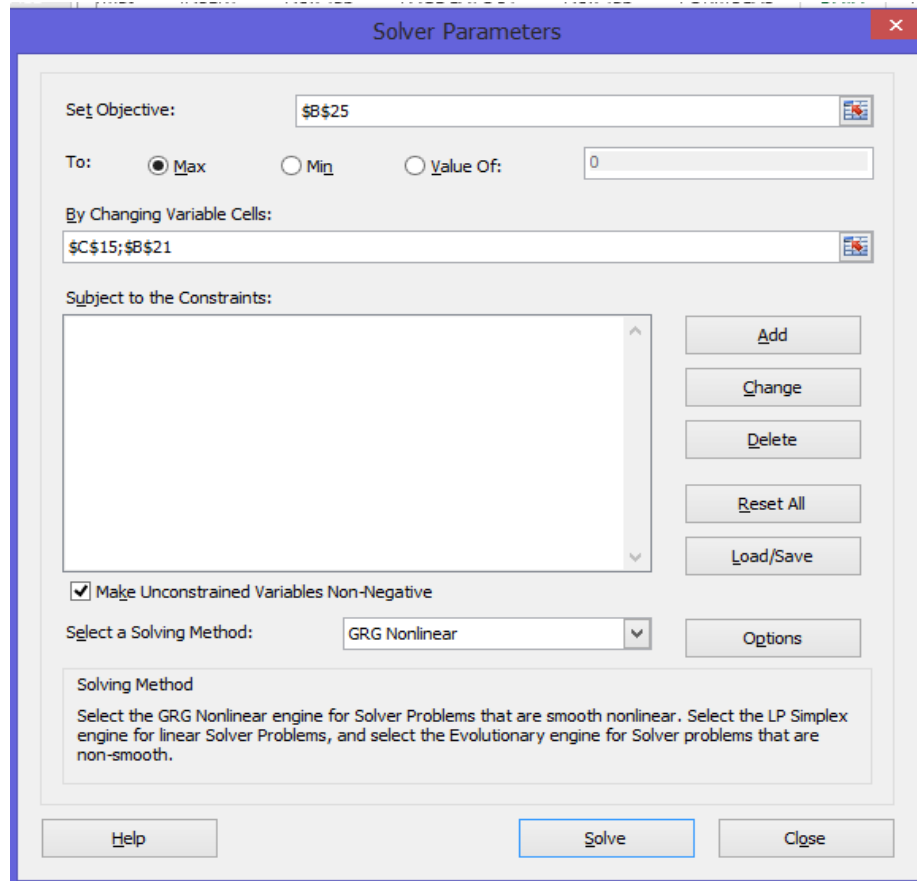 Solver Parameters
Set Objective:
$B$25
To:
Max
Min
Value Of:
0
By Changing Variable Cells:
$C$15;$B$21
Subject to the Constraints:
Add
Change
Delete
Reset All
Load/Save
Make Unconstrained Variables Non-Negative
Select a Solving Method:
GRG Nonlinear
Options
Solving Method
Select the GRG Nonlinear engine for Solver Problems that are smooth nonlinear. Select the LP Simplex
engine for linear Solver Problems, and select the Evolutionary engine for Solver problems that are
non-smooth.
Help
Solve
Close